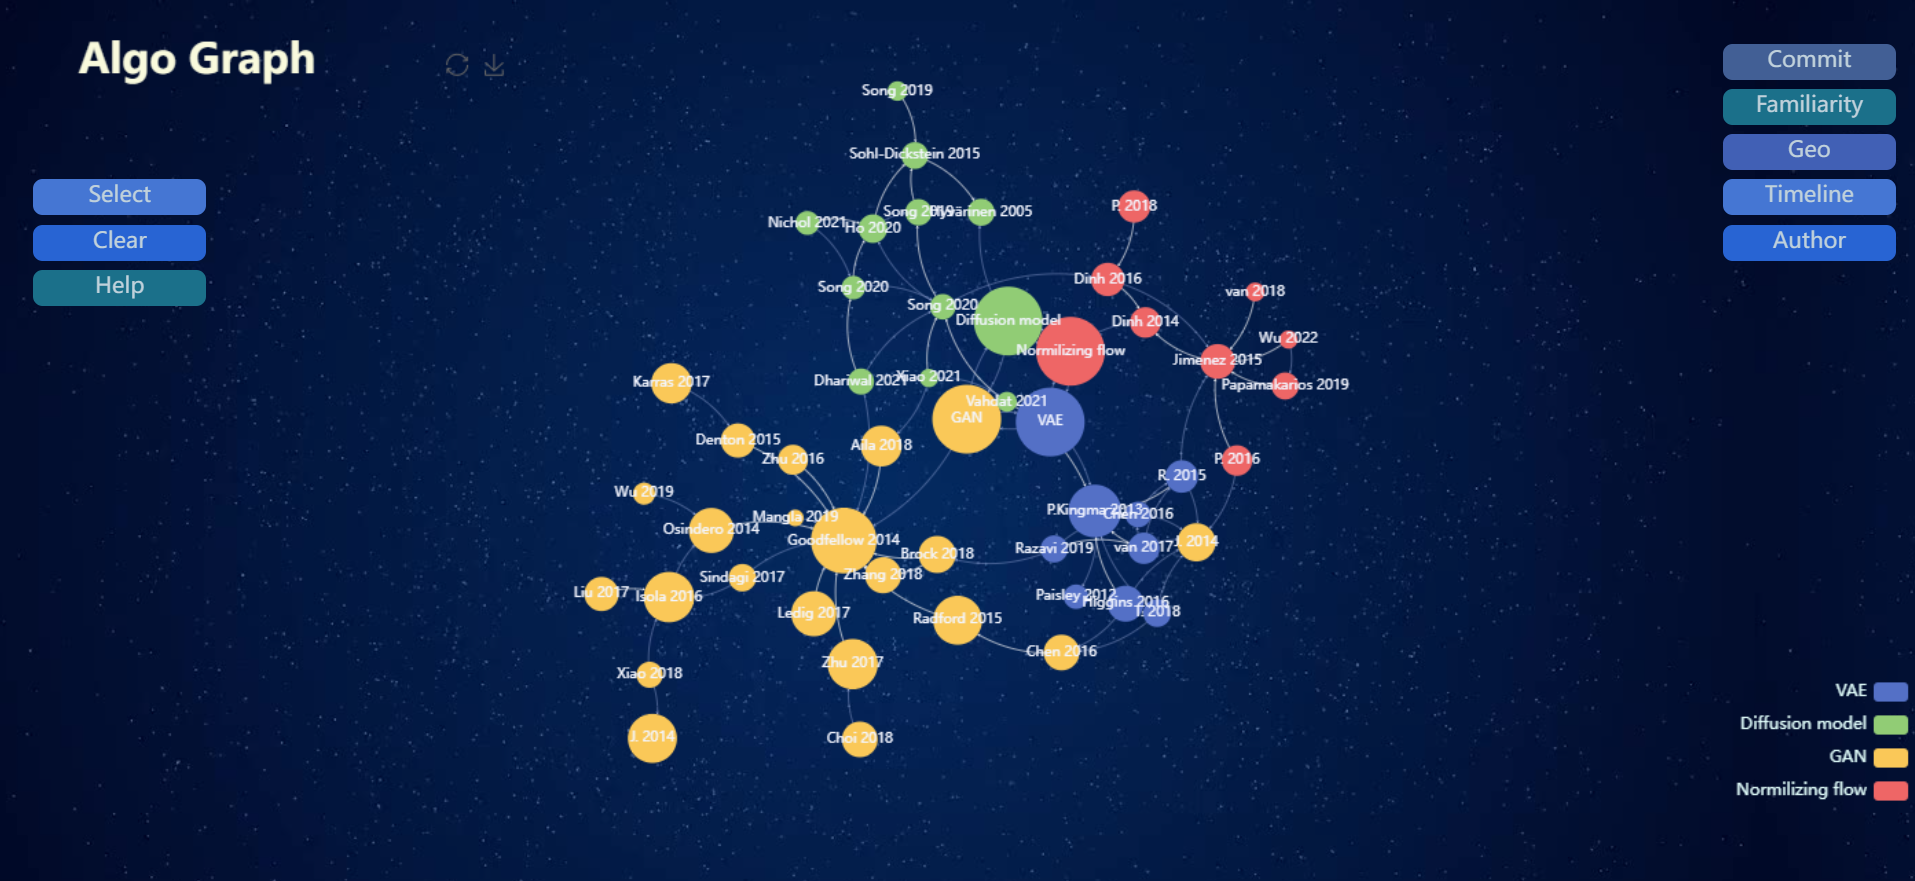 Algo Graph
Select
Clear
Help
Commit
Familiarity
Geo
Timeline
Author
Song 2019
Sohl-Dickstein 2015
Nichol 2021
Ho 2020
Song 2019
Hyvärinen 2005
P. 2018
Song 2020
Song 2020
Diffusion model
Dinh 2016
van 2018
Dinh 2014
Wu 2022
Normilizing flow
Jimenez 2015
Karras 2017
Dhariwal 2021
Xiao 2021
Papamakarios 2019
Vahdat 2021
GAN
VAE
Denton 2015
Zhu 2016
Aila 2018
P. 2016
R. 2015
Wu 2019
Osindero 2014
Mangla 2019
P.Kingma 2013
Chen 2016
Goodfellow 2014
Brock 2018
Razavi 2019
van 2017
J. 2014
Liu 2017
Isola 2016
Sindagi 2017
Zhang 2018
Paisley 2012
Higgins 2016
2018
Ledig 2017
Radford 2015
Chen 2016
Zhu 2017
Xiao 2018
J. 2014
Choi 2018
VAE
Diffusion model
GAN
Normilizing flow